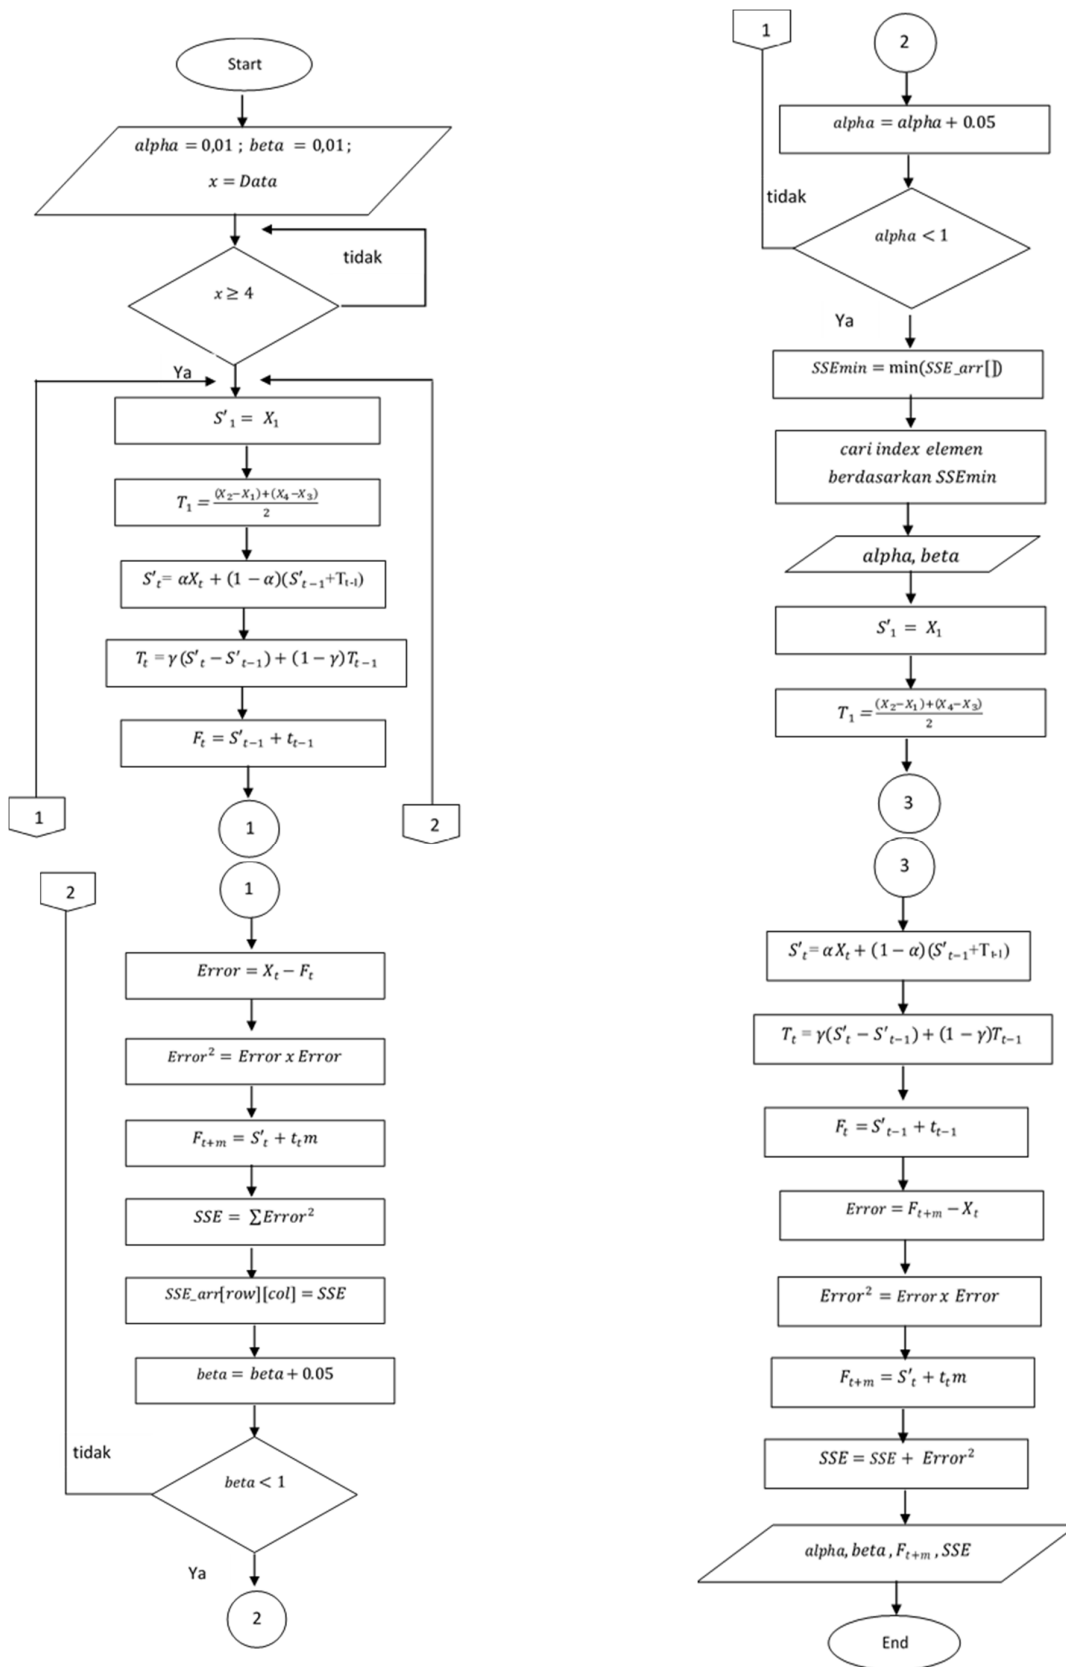 Start
alpha = 0,01 ; beta = 0,01;
x = Data
tidak
x ≥ 4
Ya
S'₁ = X₁
T₁ = (X₂−X₁)+(X₄−X₃) / 2
S'ₜ = αXₜ + (1 − α)(S'ₜ₋₁+Tₜ₋₁)
Tₜ = γ(S'ₜ − S'ₜ₋₁) + (1 − γ)Tₜ₋₁
Fₜ = S'ₜ₋₁ + tₜ₋₁
1
1
2
2
1
Error = Xₜ − Fₜ
Error² = Error x Error
Fₜ₊ₘ = S'ₜ + tₜm
SSE = ∑Error²
SSE_arr[row][col] = SSE
beta = beta + 0.05
tidak
beta < 1
Ya
2
1
2
alpha = alpha + 0.05
tidak
alpha < 1
Ya
SSEmin = min(SSE_arr[])
cari index elemen
berdasarkan SSEmin
alpha, beta
S'₁ = X₁
T₁ = (X₂−X₁)+(X₄−X₃) / 2
3
3
S'ₜ = αXₜ + (1 − α)(S'ₜ₋₁+Tₜ₋₁)
Tₜ = γ(S'ₜ − S'ₜ₋₁) + (1 − γ)Tₜ₋₁
Fₜ = S'ₜ₋₁ + tₜ₋₁
Error = Fₜ₊ₘ − Xₜ
Error² = Error x Error
Fₜ₊ₘ = S'ₜ + tₜm
SSE = SSE + Error²
alpha, beta , Fₜ₊ₘ , SSE
End